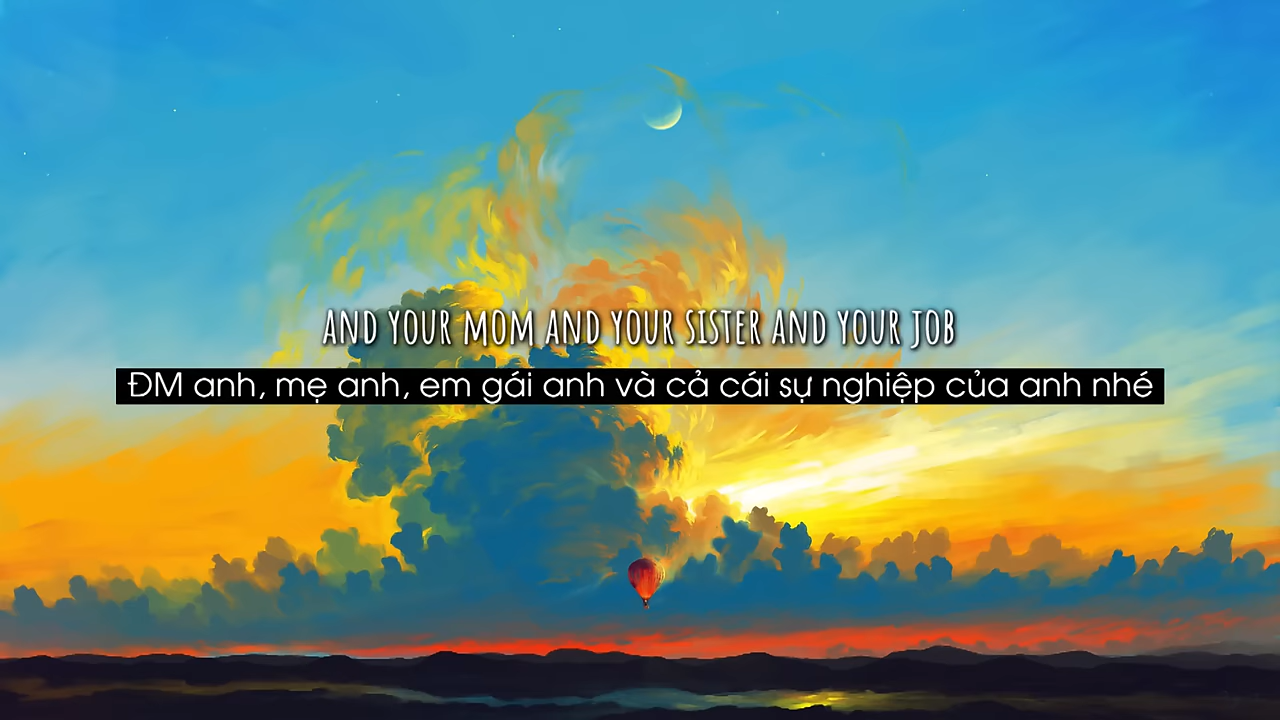 AND YOUR MOM AND YOUR SISTER AND YOUR JOB
ĐM anh, mẹ anh, em gái anh và cả cái sự nghiệp của anh nhé